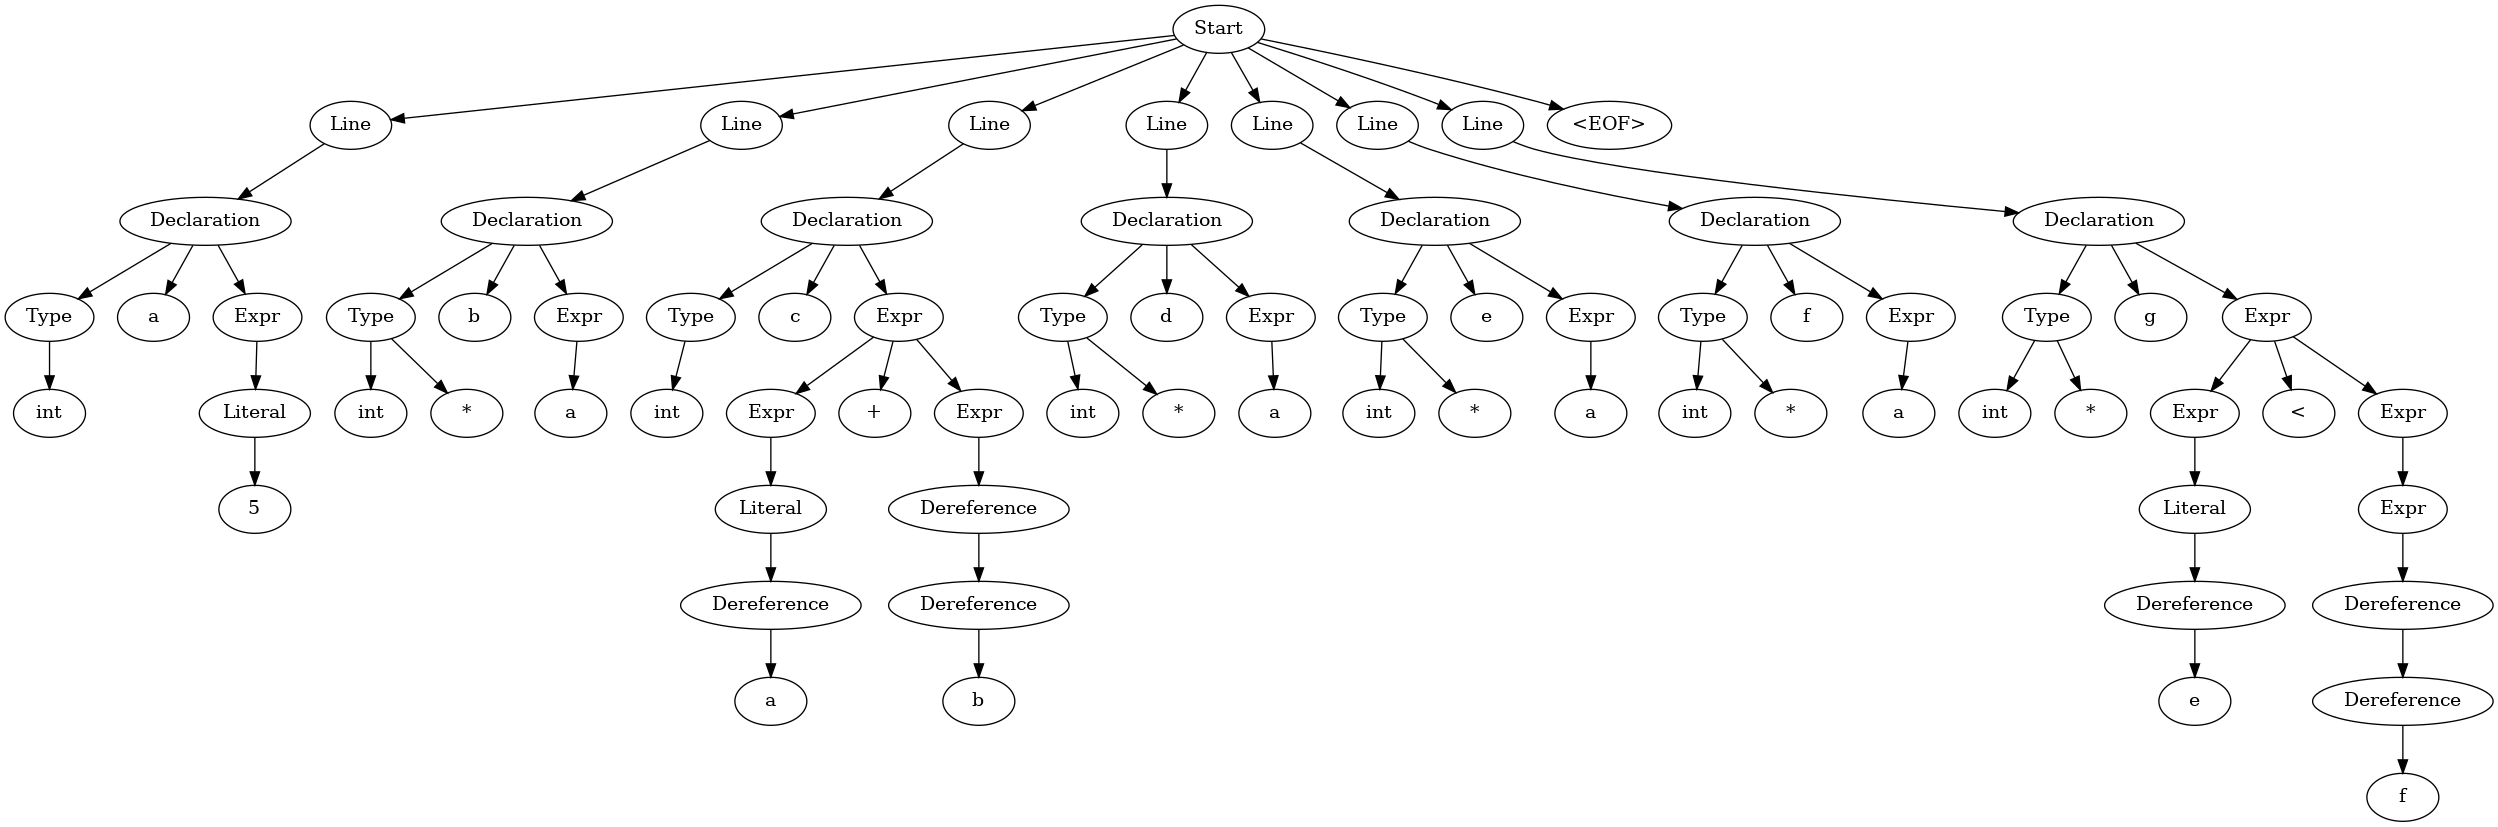 Start
Line Line Line Line Line Line Line <EOF>
Declaration Declaration Declaration Declaration Declaration Declaration Declaration
Type a Expr Type b Expr Type c Expr Type d Expr Type e Expr Type f Expr Type g Expr
int Literal int * a int Expr + Expr int * a int * a int * a int * Expr < Expr
5 Literal Dereference Literal Expr
Dereference Dereference Dereference Dereference
a b e Dereference
f